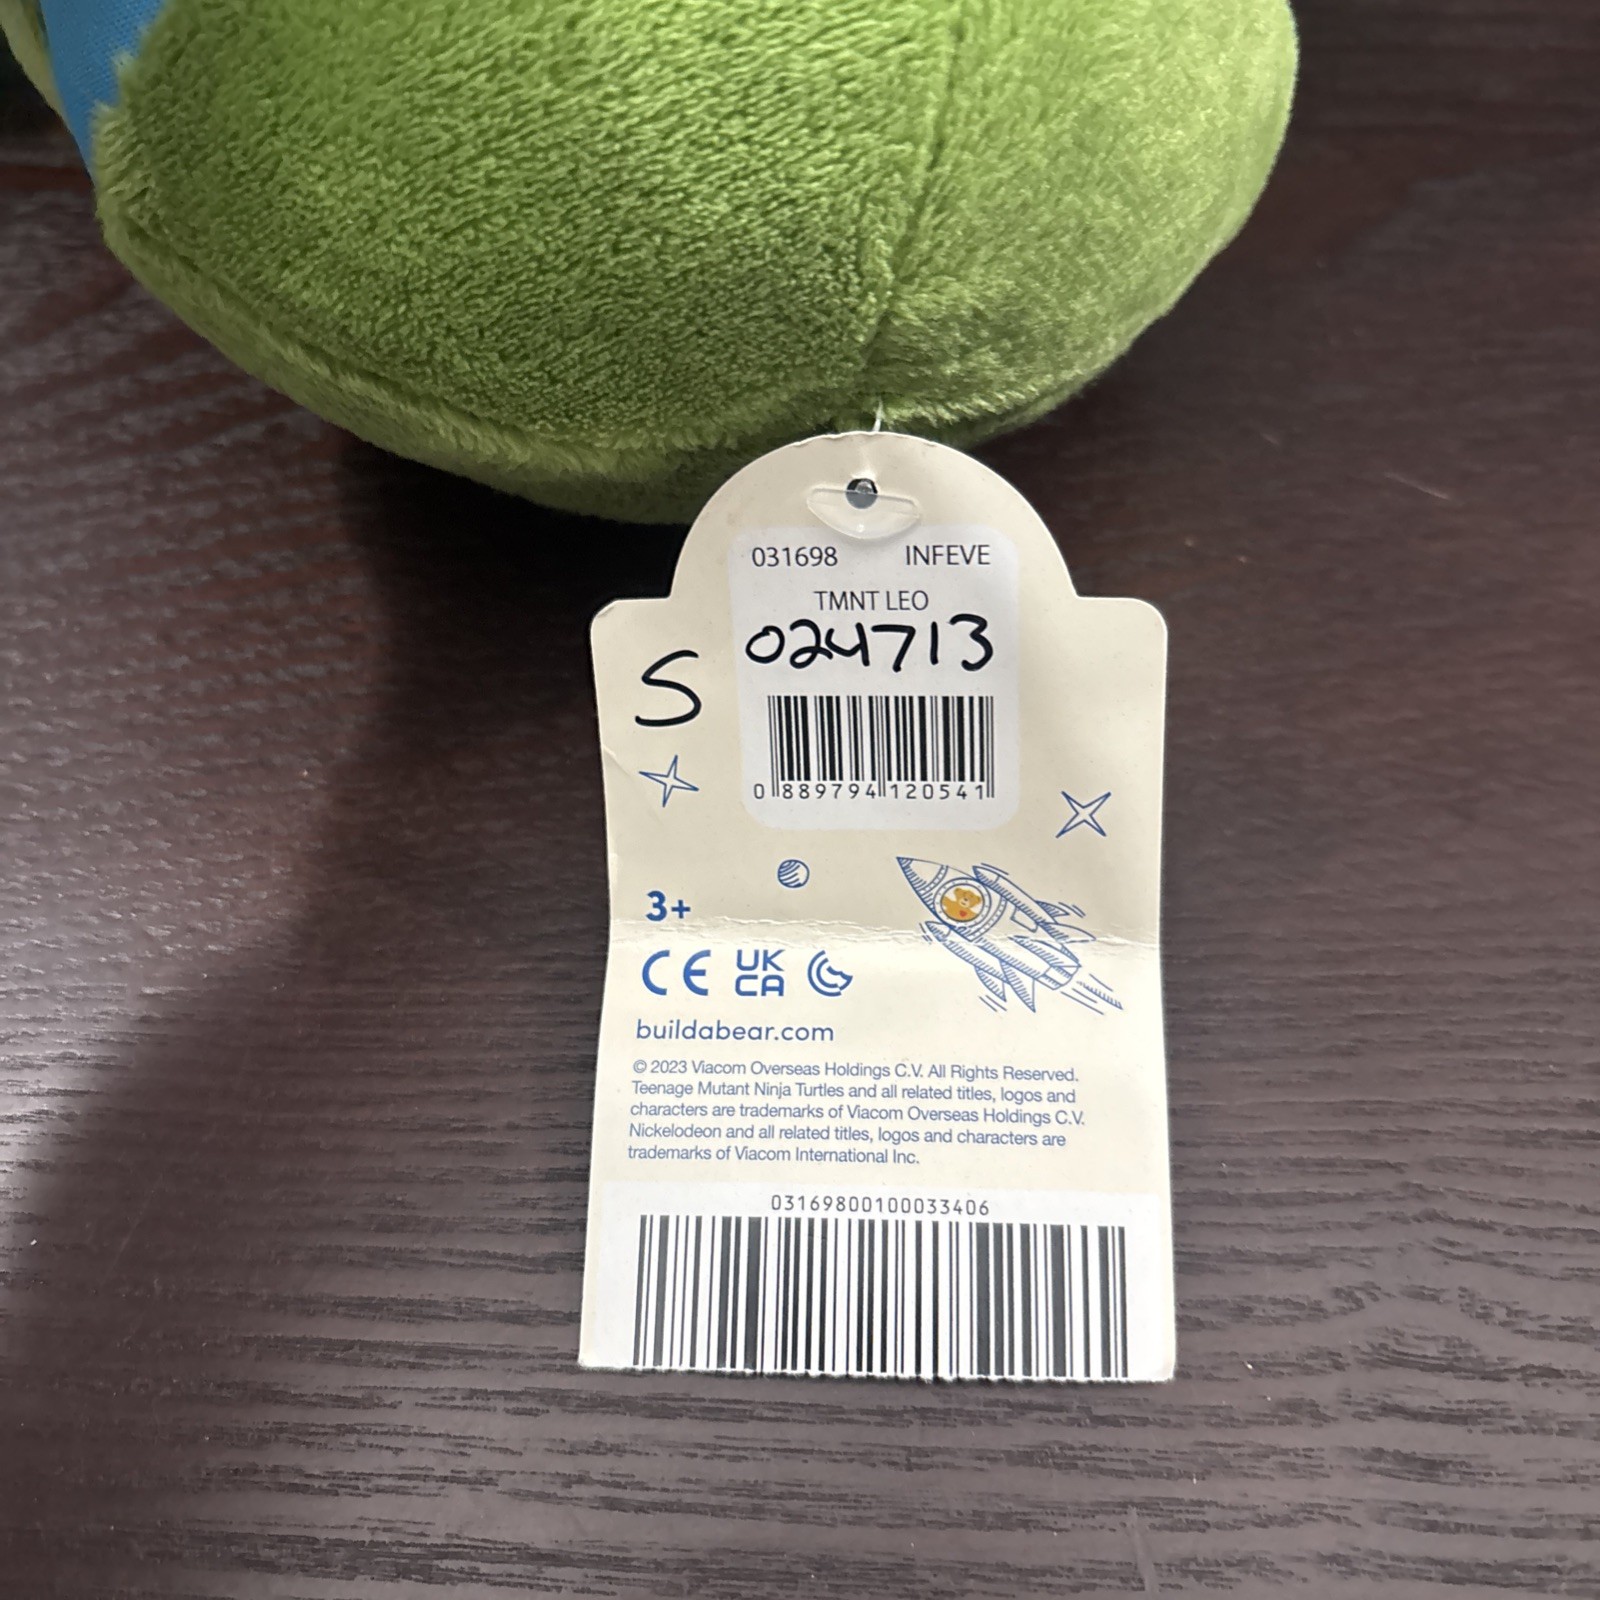 031698 INFEVE
TMNT LEO
024713
S
0 889794 120541
3+
CE UK CA
buildabear.com
© 2023 Viacom Overseas Holdings C.V. All Rights Reserved.
Teenage Mutant Ninja Turtles and all related titles, logos and
characters are trademarks of Viacom Overseas Holdings C.V.
Nickelodeon and all related titles, logos and characters are
trademarks of Viacom International Inc.
03169800100033406